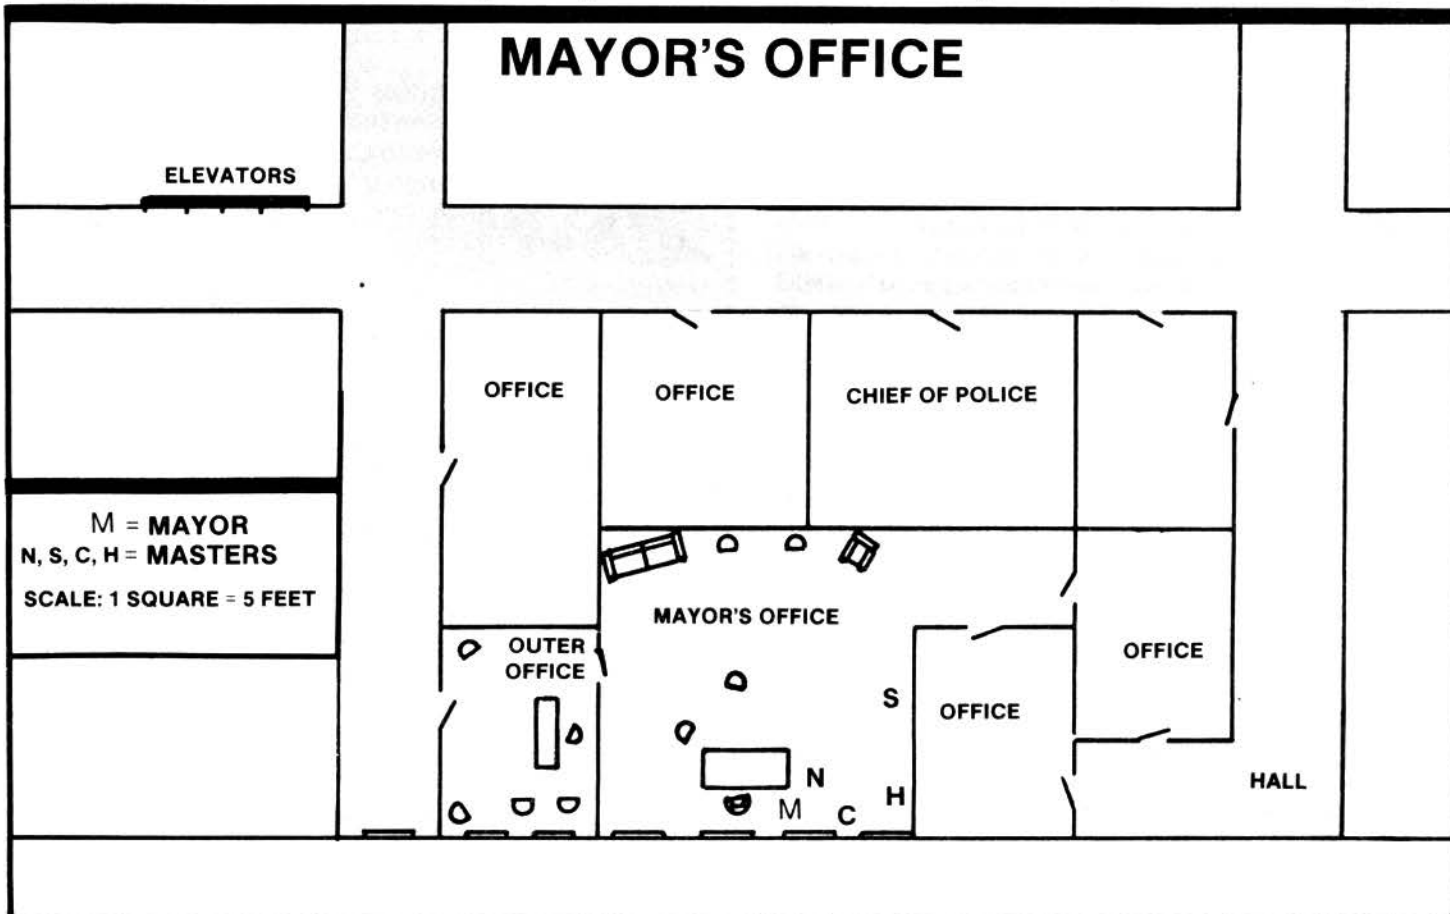 MAYOR'S OFFICE
ELEVATORS
OFFICE
OFFICE
CHIEF OF POLICE
M = MAYOR
N, S, C, H = MASTERS
SCALE: 1 SQUARE = 5 FEET
MAYOR'S OFFICE
OUTER
OFFICE
OFFICE
S
OFFICE
N
H
HALL
M
C